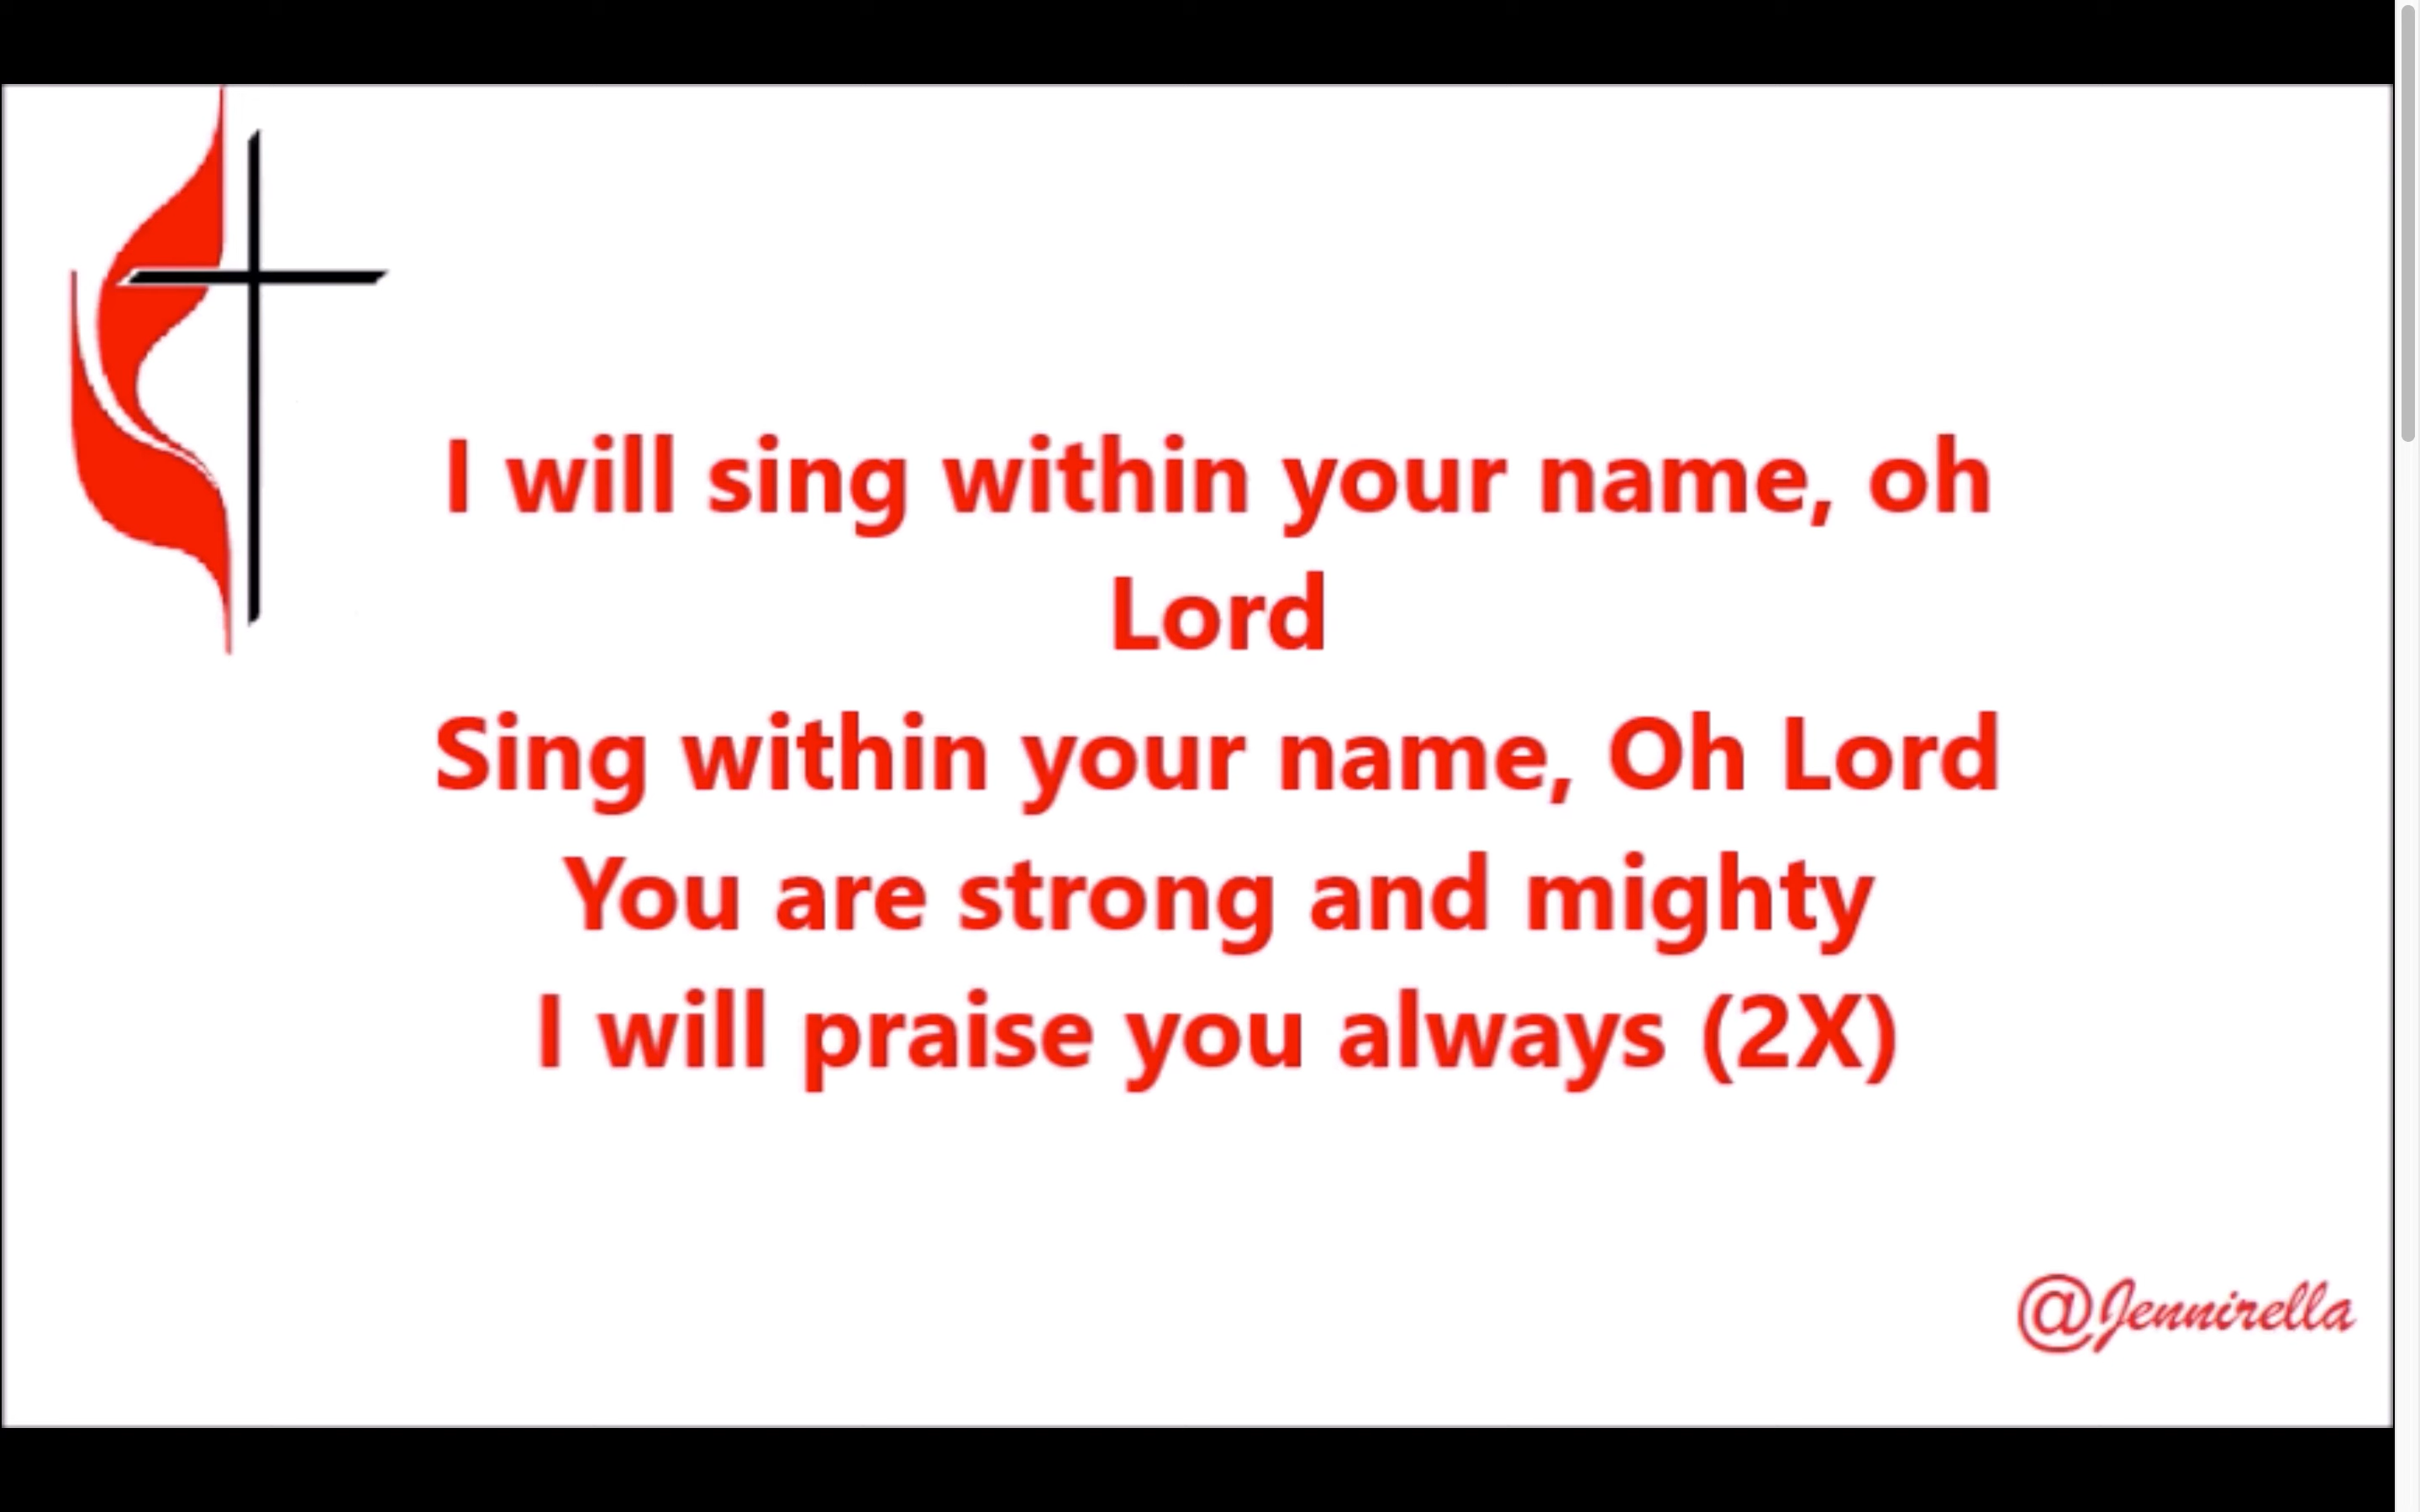 I will sing within your name, oh
Lord
Sing within your name, Oh Lord
You are strong and mighty
I will praise you always (2X)
@Jennirella